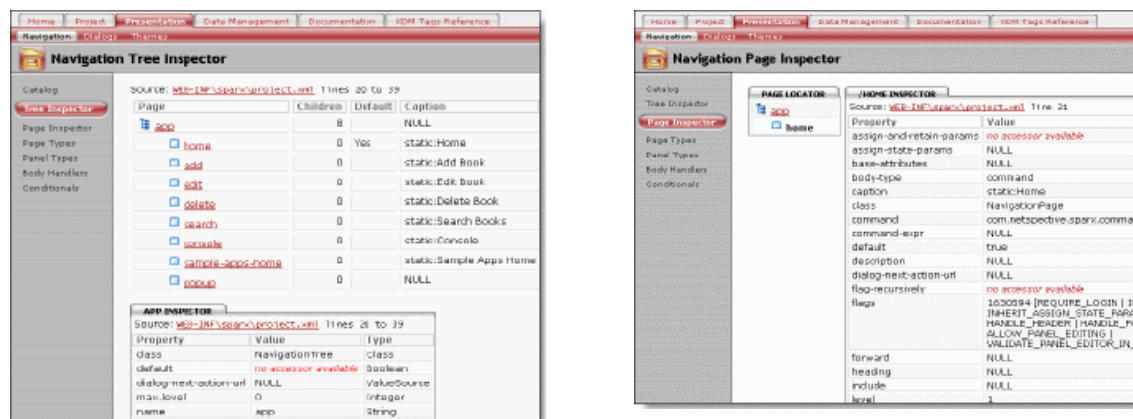 Home Project Presentation Data Management Documentation XDM Tags Reference
Navigation Dialogs Themes
Navigation Tree Inspector
Catalog
Tree Inspector
Page Inspector
Page Types
Panel Types
Body Handlers
Conditionals
Source: WEB-INF\sparx\project.xml lines 20 to 39
Page Children Default Caption
app 8 NULL
home 0 Yes static:Home
add 0 static:Add Book
edit 0 static:Edit Book
delete 0 static:Delete Book
search 0 static:Search Books
console 0 static:Console
sample-apps-home 0 static:Sample Apps Home
popup 0 NULL
APP INSPECTOR
Source: WEB-INF\sparx\project.xml lines 20 to 39
Property Value Type
class NavigationTree Class
default no accessor available boolean
dialog-next-action-url NULL ValueSource
max-level 0 Integer
name app String
Home Project Presentation Data Management Documentation XDM Tags Reference
Navigation Dialogs Themes
Navigation Page Inspector
Catalog
Tree Inspector
Page Inspector
Page Types
Panel Types
Body Handlers
Conditionals
PAGE LOCATOR
app
home
/HOME INSPECTOR
Source: WEB-INF\sparx\project.xml line 21
Property Value
assign-and-retain-params no accessor available
assign-state-params NULL
base-attributes NULL
body-type command
caption static:Home
class NavigationPage
command com.netspective.sparx.comma
command-expr NULL
default true
description NULL
dialog-next-action-url NULL
flag-recursively no accessor available
flags 1630594 [REQUIRE_LOGIN | I
INHERIT_ASSIGN_STATE_PARA
HANDLE_HEADER | HANDLE_FO
ALLOW_PANEL_EDITING |
VALIDATE_PANEL_EDITOR_IN_
forward NULL
heading NULL
include NULL
level 1